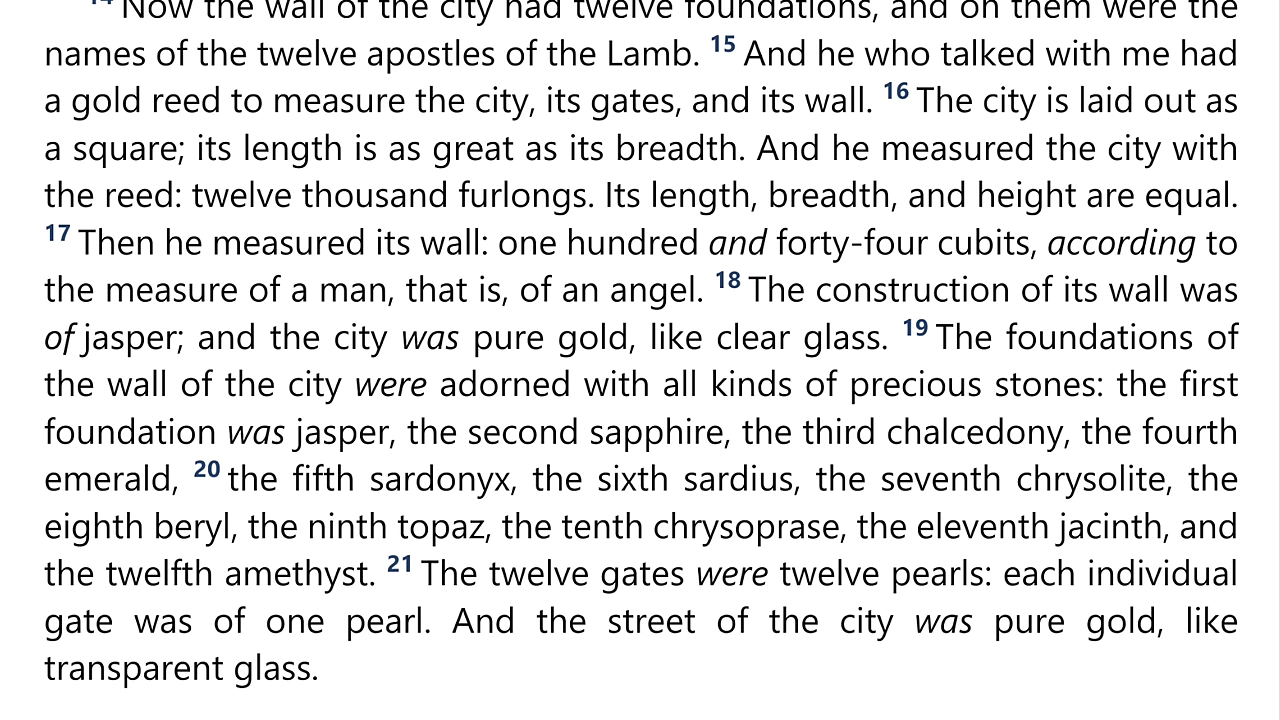 14 Now the wall of the city had twelve foundations, and on them were the
names of the twelve apostles of the Lamb. 15 And he who talked with me had
a gold reed to measure the city, its gates, and its wall. 16 The city is laid out as
a square; its length is as great as its breadth. And he measured the city with
the reed: twelve thousand furlongs. Its length, breadth, and height are equal.
17 Then he measured its wall: one hundred and forty-four cubits, according to
the measure of a man, that is, of an angel. 18 The construction of its wall was
of jasper; and the city was pure gold, like clear glass. 19 The foundations of
the wall of the city were adorned with all kinds of precious stones: the first
foundation was jasper, the second sapphire, the third chalcedony, the fourth
emerald, 20 the fifth sardonyx, the sixth sardius, the seventh chrysolite, the
eighth beryl, the ninth topaz, the tenth chrysoprase, the eleventh jacinth, and
the twelfth amethyst. 21 The twelve gates were twelve pearls: each individual
gate was of one pearl. And the street of the city was pure gold, like
transparent glass.